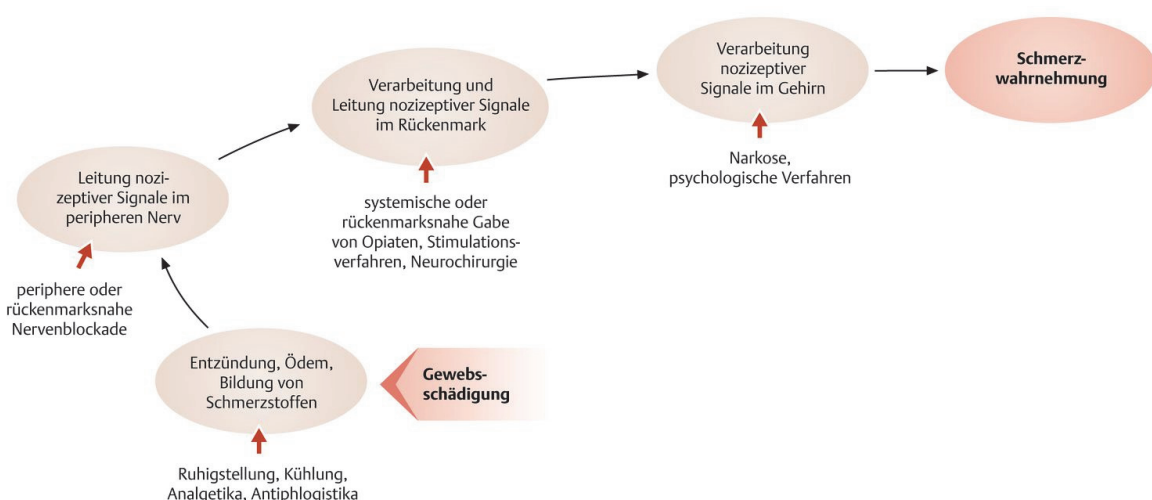 Verarbeitung
nozizeptiver
Signale im Gehirn
Schmerz-
wahrnehmung
Verarbeitung und
Leitung nozizeptiver Signale
im Rückenmark
Narkose,
psychologische Verfahren
Leitung nozi-
zeptiver Signale im
peripheren Nerv
systemische oder
rückenmarksnahe Gabe
von Opiaten, Stimulations-
verfahren, Neurochirurgie
periphere oder
rückenmarksnahe
Nervenblockade
Entzündung, Ödem,
Bildung von
Schmerzstoffen
Gewebs-
schädigung
Ruhigstellung, Kühlung,
Analgetika, Antiphlogistika